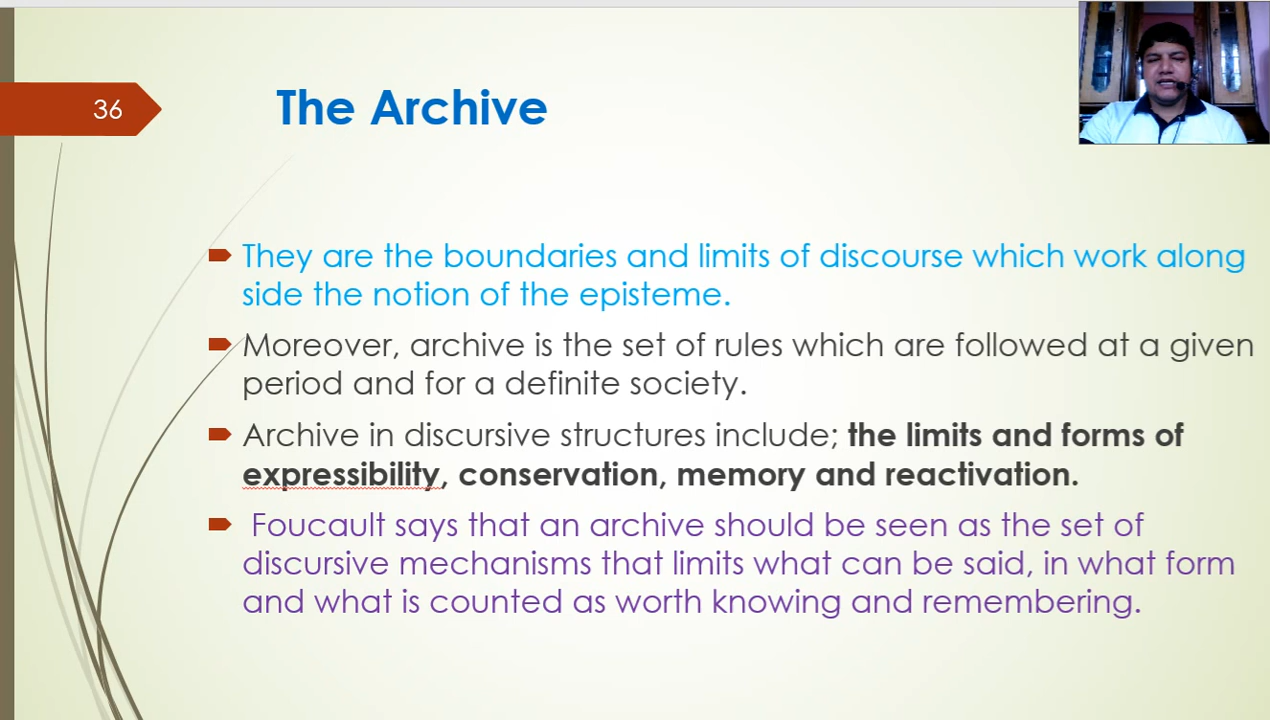 36
The Archive
They are the boundaries and limits of discourse which work along
side the notion of the episteme.
Moreover, archive is the set of rules which are followed at a given
period and for a definite society.
Archive in discursive structures include; the limits and forms of
expressibility, conservation, memory and reactivation.
Foucault says that an archive should be seen as the set of
discursive mechanisms that limits what can be said, in what form
and what is counted as worth knowing and remembering.